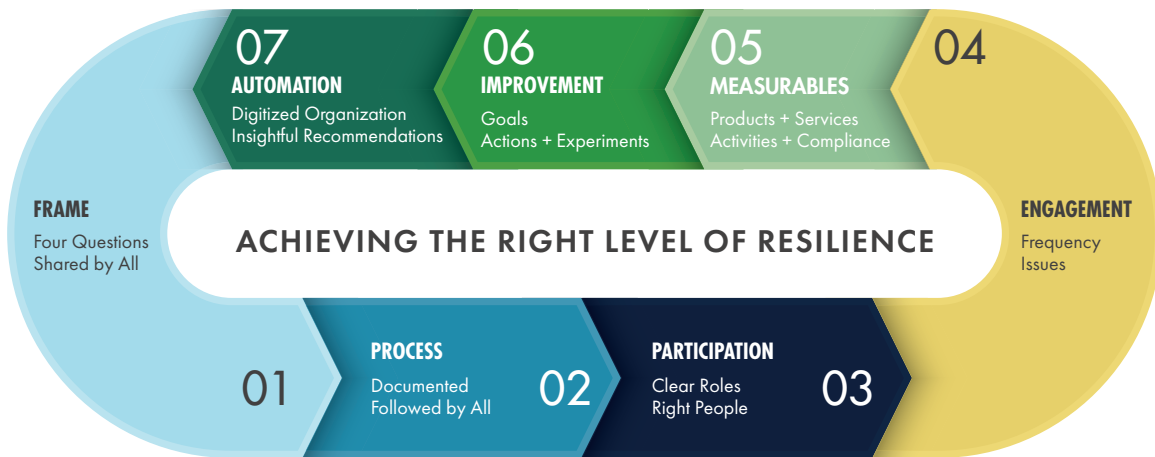 07
AUTOMATION
Digitized Organization
Insightful Recommendations
06
IMPROVEMENT
Goals
Actions + Experiments
05
MEASURABLES
Products + Services
Activities + Compliance
04
ENGAGEMENT
Frequency
Issues
FRAME
Four Questions
Shared by All
01
ACHIEVING THE RIGHT LEVEL OF RESILIENCE
PROCESS
Documented
Followed by All
02
PARTICIPATION
Clear Roles
Right People
03